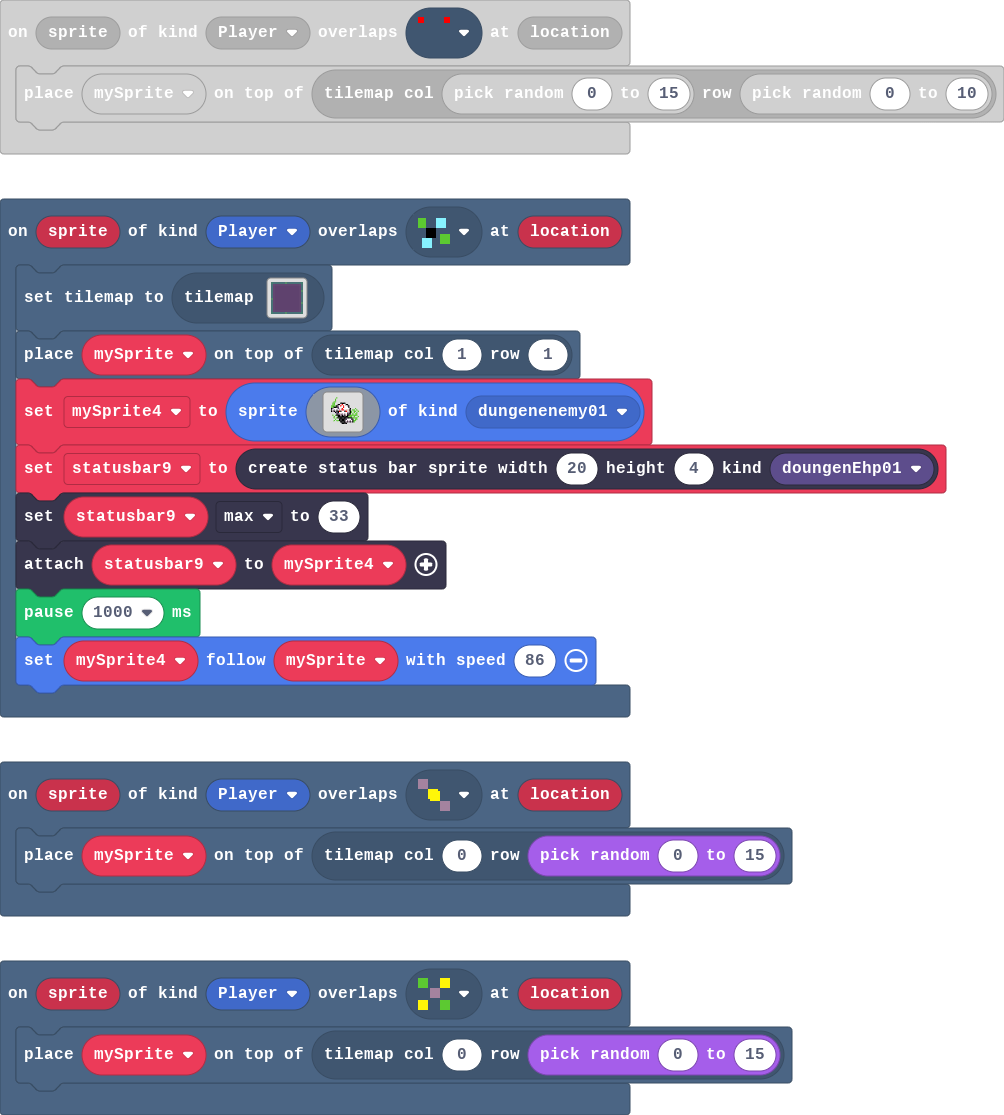 on sprite of kind Player overlaps at location
place mySprite on top of tilemap col pick random 0 to 15 row pick random 0 to 10
on sprite of kind Player overlaps at location
set tilemap to tilemap
place mySprite on top of tilemap col 1 row 1
set mySprite4 to sprite of kind dungenenemy01
set statusbar9 to create status bar sprite width 20 height 4 kind doungenEhp01
set statusbar9 max to 33
attach statusbar9 to mySprite4
pause 1000 ms
set mySprite4 follow mySprite with speed 86
on sprite of kind Player overlaps at location
place mySprite on top of tilemap col 0 row pick random 0 to 15
on sprite of kind Player overlaps at location
place mySprite on top of tilemap col 0 row pick random 0 to 15